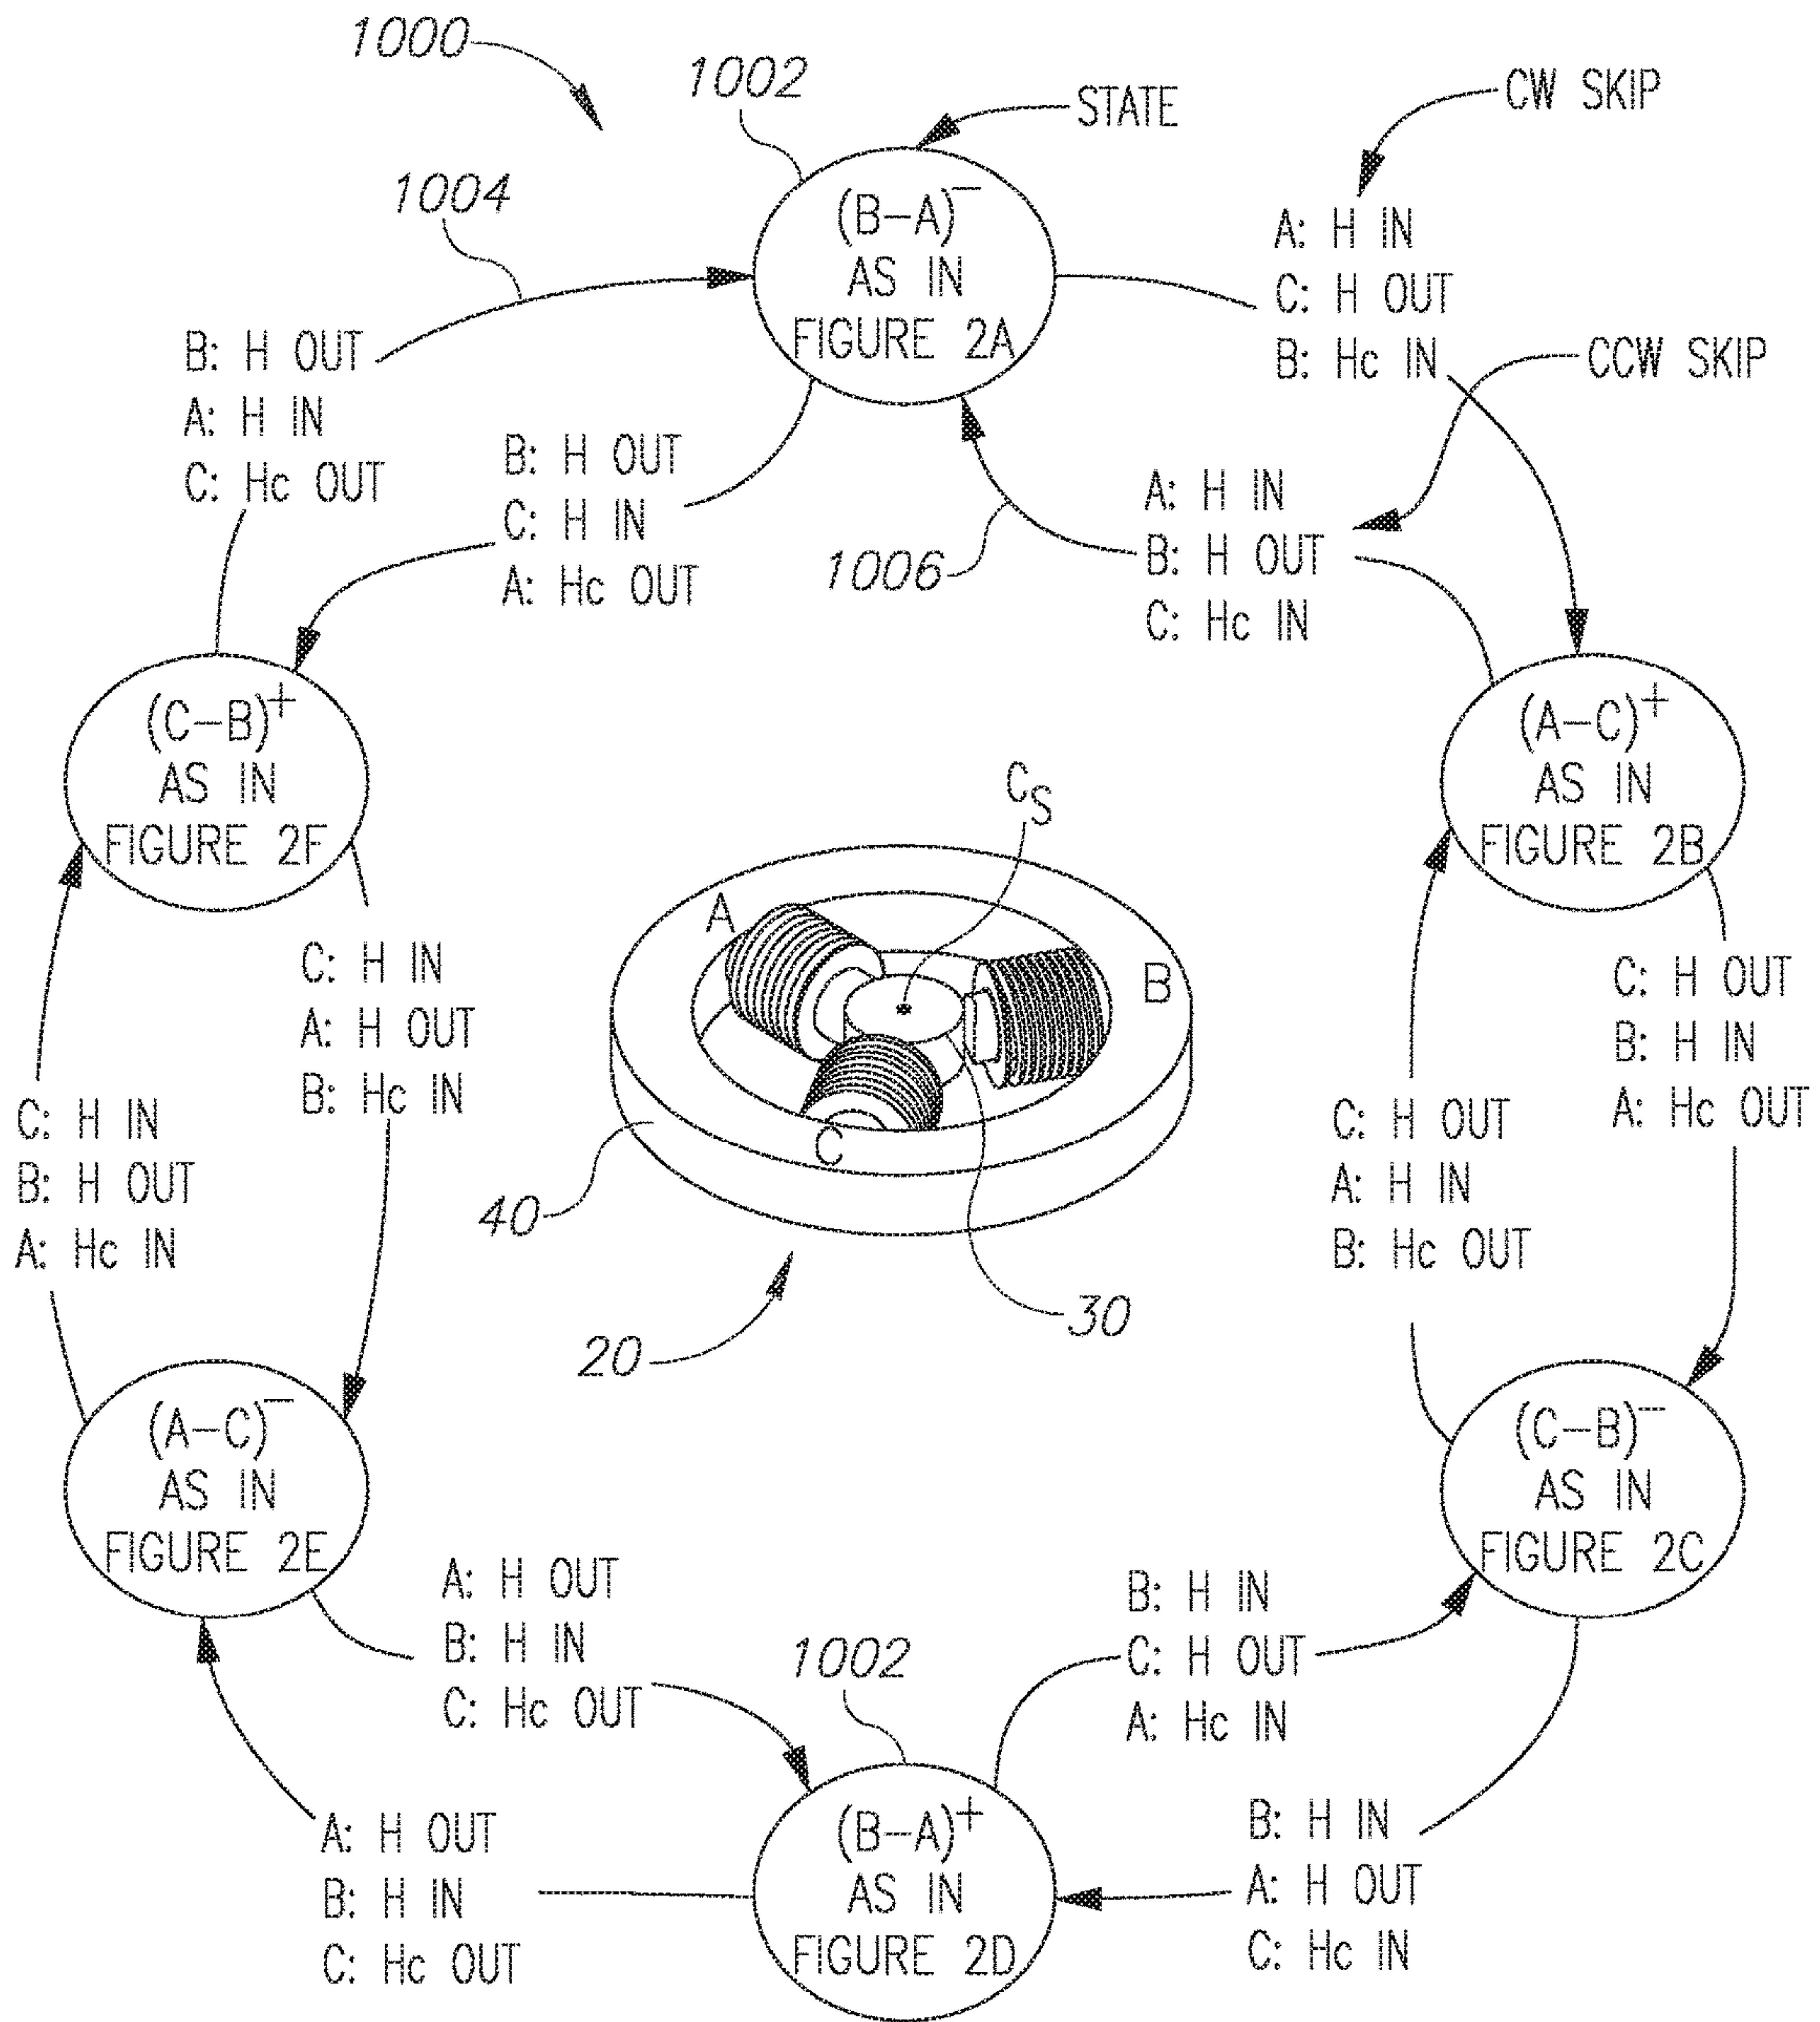 1000
1002
STATE
CW SKIP
1004
(B–A)⁻
AS IN
FIGURE 2A
A: H IN
C: H OUT
B: Hc IN
CCW SKIP
B: H OUT
A: H IN
C: Hc OUT
B: H OUT
C: H IN
A: Hc OUT
1006
A: H IN
B: H OUT
C: Hc IN
(C–B)⁺
AS IN
FIGURE 2F
(A–C)⁺
AS IN
FIGURE 2B
CS
A
B
C
40
20
30
C: H IN
A: H OUT
B: Hc IN
C: H OUT
B: H IN
A: Hc OUT
C: H IN
B: H OUT
A: Hc IN
C: H OUT
A: H IN
B: Hc OUT
(A–C)⁻
AS IN
FIGURE 2E
(C–B)⁻
AS IN
FIGURE 2C
A: H OUT
B: H IN
C: Hc OUT
1002
B: H IN
C: H OUT
A: Hc IN
A: H OUT
B: H IN
C: Hc OUT
(B–A)⁺
AS IN
FIGURE 2D
B: H IN
A: H OUT
C: Hc IN